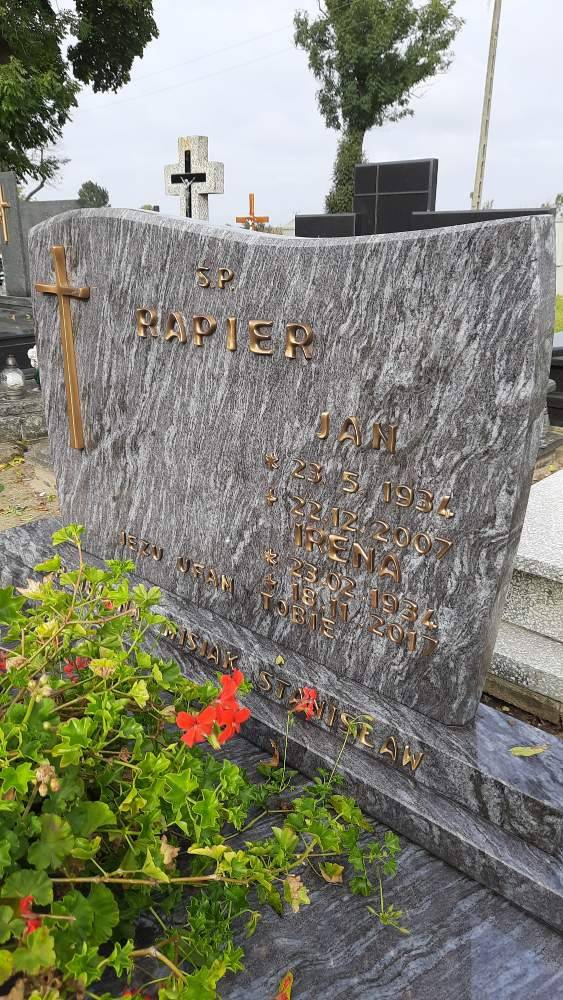 Ś.P.
RAPIER
JAN
* 23. 5. 1934
+ 22.12.2007
IRENA
* 23.02.1934
+ 18.11.2017
JEZU UFAM TOBIE
MISIAK STANISŁAW